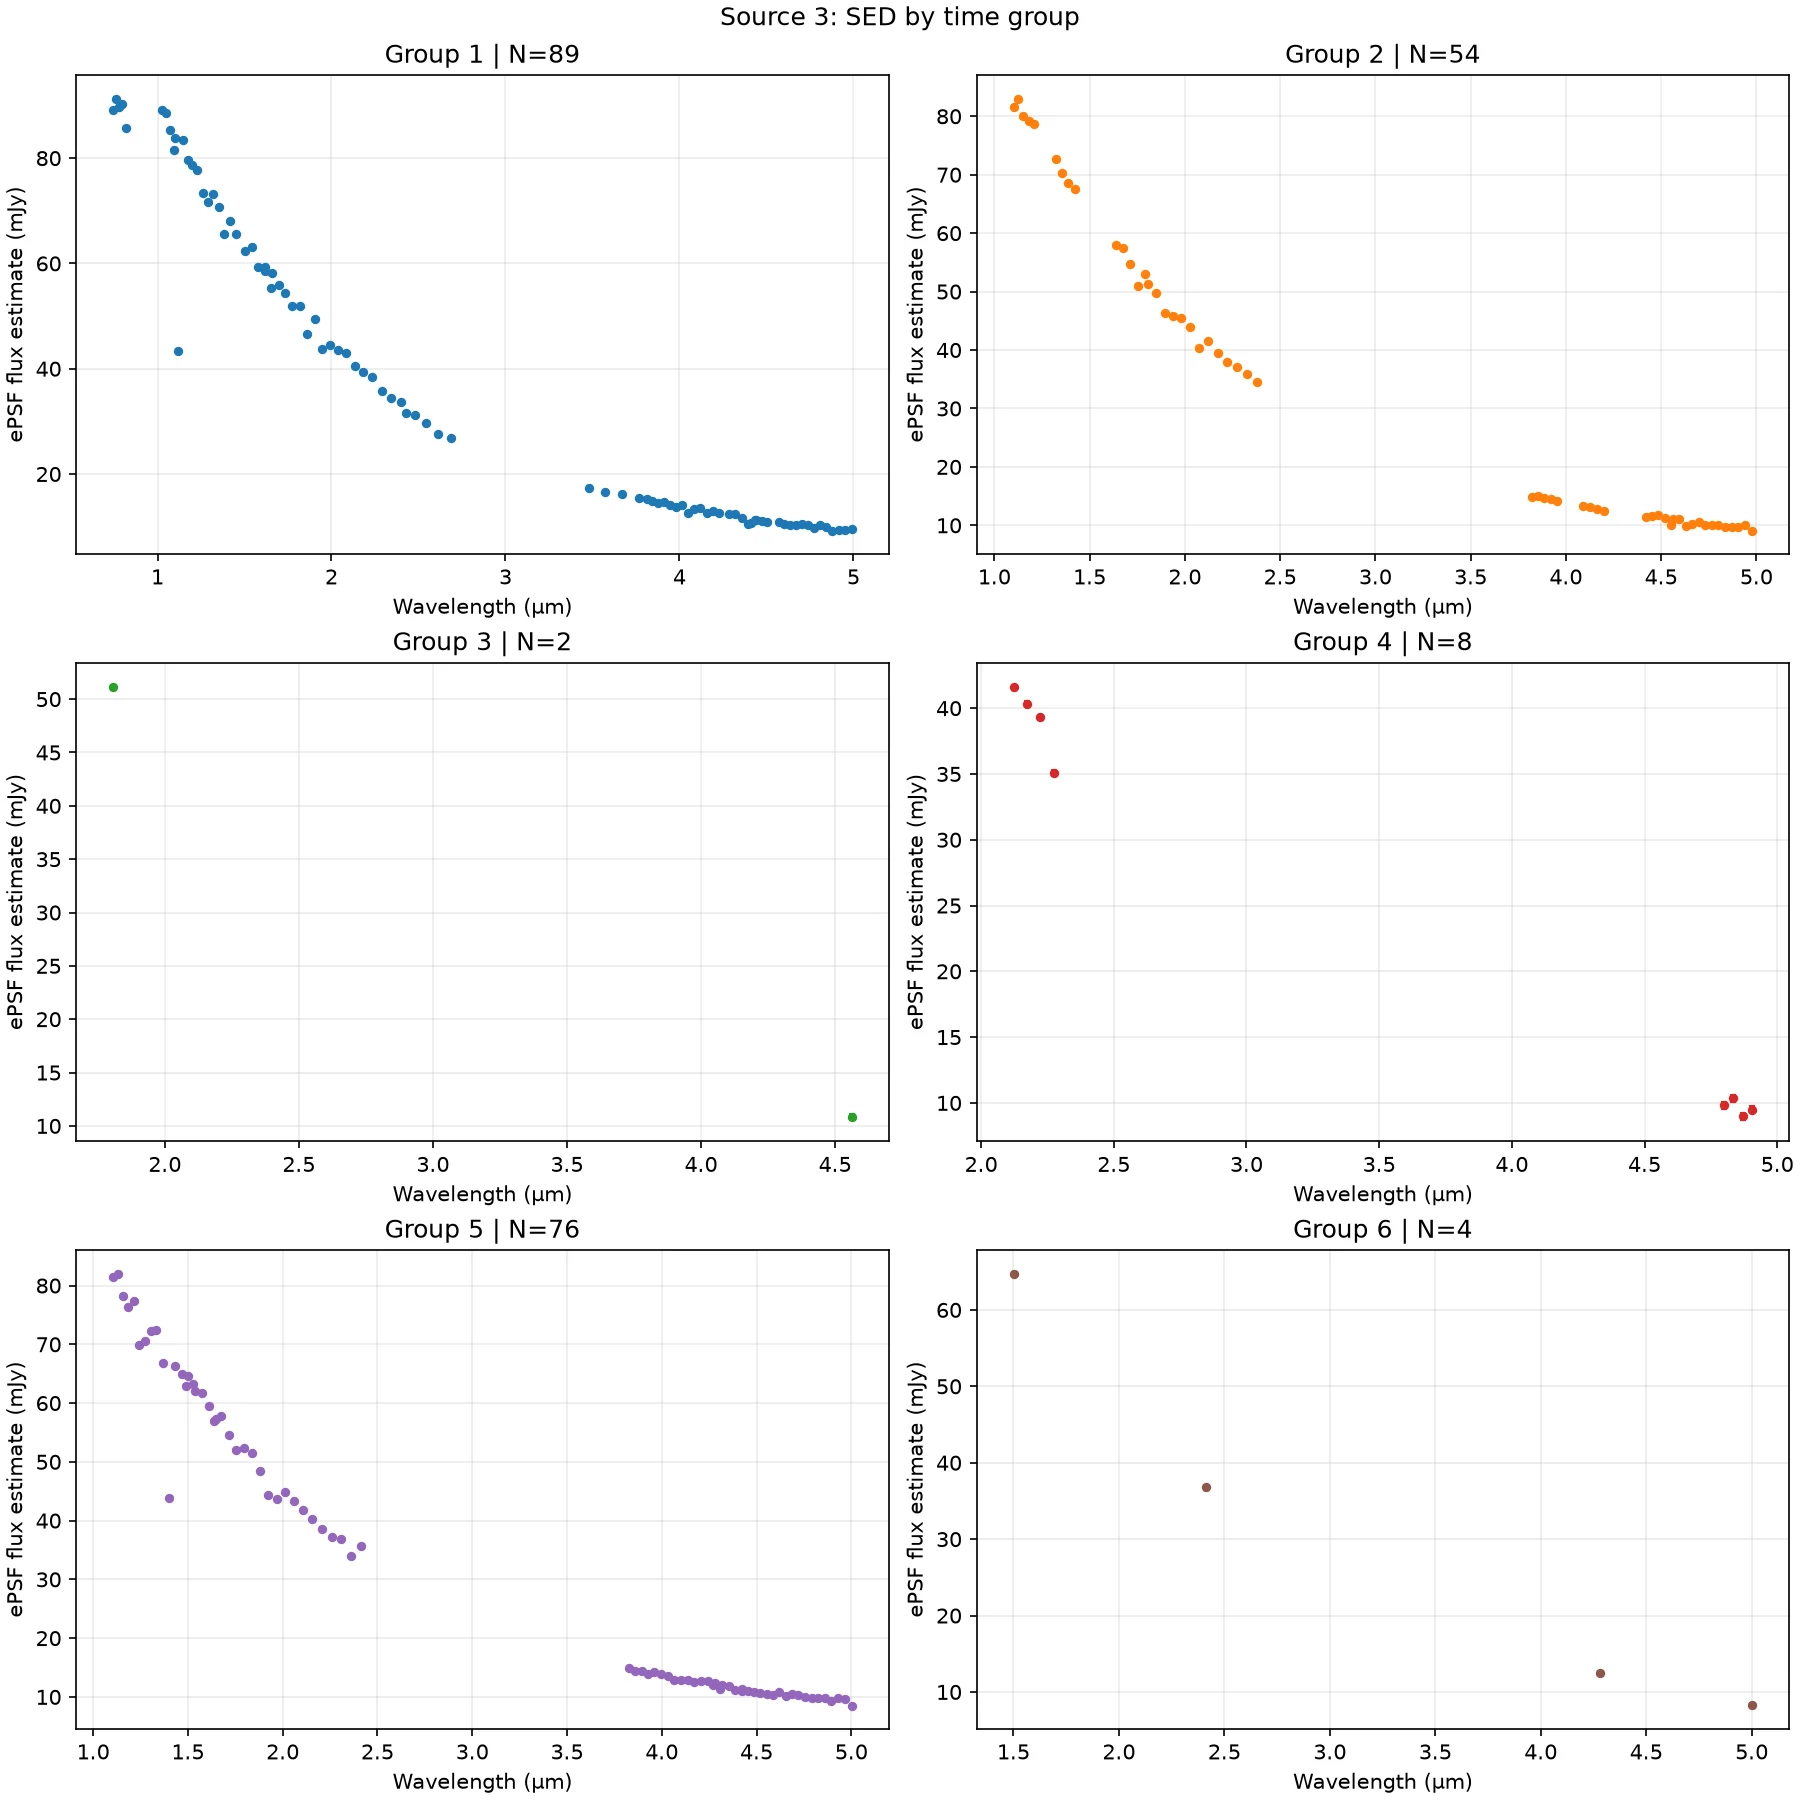 Source 3: SED by time group
Group 1 | N=89
80
60
40
20
1 2 3 4 5
ePSF flux estimate (mJy)
Wavelength (µm)
Group 2 | N=54
80
70
60
50
40
30
20
10
1.0 1.5 2.0 2.5 3.0 3.5 4.0 4.5 5.0
ePSF flux estimate (mJy)
Wavelength (µm)
Group 3 | N=2
50
45
40
35
30
25
20
15
10
2.0 2.5 3.0 3.5 4.0 4.5
ePSF flux estimate (mJy)
Wavelength (µm)
Group 4 | N=8
40
35
30
25
20
15
10
2.0 2.5 3.0 3.5 4.0 4.5 5.0
ePSF flux estimate (mJy)
Wavelength (µm)
Group 5 | N=76
80
70
60
50
40
30
20
10
1.0 1.5 2.0 2.5 3.0 3.5 4.0 4.5 5.0
ePSF flux estimate (mJy)
Wavelength (µm)
Group 6 | N=4
60
50
40
30
20
10
1.5 2.0 2.5 3.0 3.5 4.0 4.5 5.0
ePSF flux estimate (mJy)
Wavelength (µm)